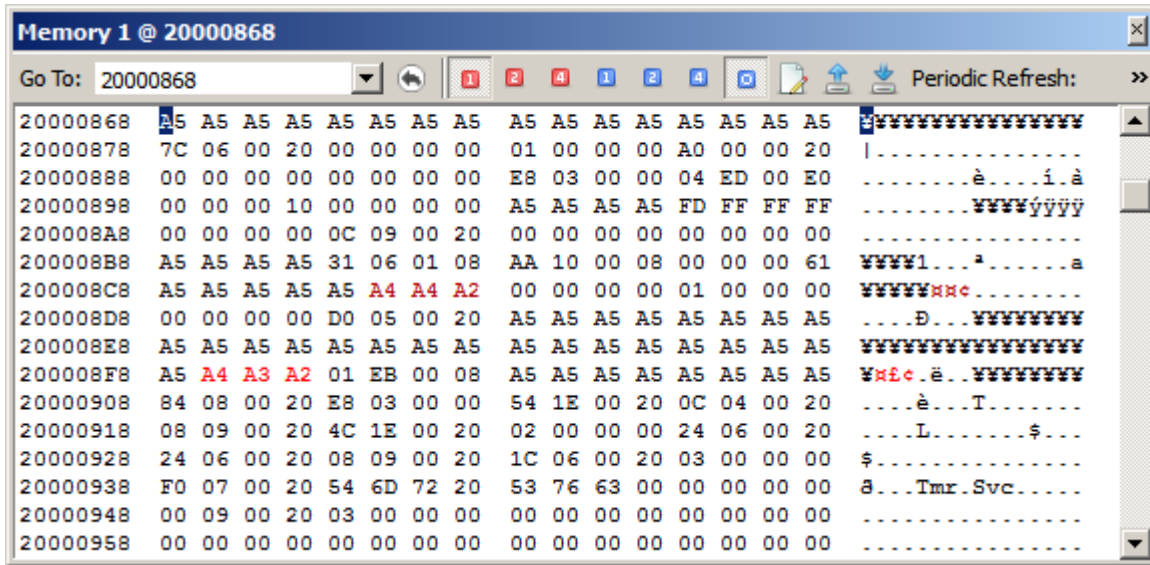 Memory 1 @ 20000868
Go To: 20000868 1 2 4 1 2 4 Periodic Refresh: »
20000868 A5 A5 A5 A5 A5 A5 A5 A5 A5 A5 A5 A5 A5 A5 A5 A5 ¥¥¥¥¥¥¥¥¥¥¥¥¥¥¥¥
20000878 7C 06 00 20 00 00 00 00 01 00 00 00 A0 00 00 20 |...............
20000888 00 00 00 00 00 00 00 00 E8 03 00 00 04 ED 00 E0 ........è....í.à
20000898 00 00 00 10 00 00 00 00 A5 A5 A5 A5 FD FF FF FF ........¥¥¥¥ýÿÿÿ
200008A8 00 00 00 00 0C 09 00 20 00 00 00 00 00 00 00 00 ................
200008B8 A5 A5 A5 A5 31 06 01 08 AA 10 00 08 00 00 00 61 ¥¥¥¥1...ª......a
200008C8 A5 A5 A5 A5 A5 A4 A4 A2 00 00 00 00 01 00 00 00 ¥¥¥¥¥¤¤¢........
200008D8 00 00 00 00 D0 05 00 20 A5 A5 A5 A5 A5 A5 A5 A5 ....Ð...¥¥¥¥¥¥¥¥
200008E8 A5 A5 A5 A5 A5 A5 A5 A5 A5 A5 A5 A5 A5 A5 A5 A5 ¥¥¥¥¥¥¥¥¥¥¥¥¥¥¥¥
200008F8 A5 A4 A3 A2 01 EB 00 08 A5 A5 A5 A5 A5 A5 A5 A5 ¥¤£¢.ë..¥¥¥¥¥¥¥¥
20000908 84 08 00 20 E8 03 00 00 54 1E 00 20 0C 04 00 20 ....è...T.......
20000918 08 09 00 20 4C 1E 00 20 02 00 00 00 24 06 00 20 ....L.......$...
20000928 24 06 00 20 08 09 00 20 1C 06 00 20 03 00 00 00 $...............
20000938 F0 07 00 20 54 6D 72 20 53 76 63 00 00 00 00 00 ð...Tmr.Svc.....
20000948 00 09 00 20 03 00 00 00 00 00 00 00 00 00 00 00 ................
20000958 00 00 00 00 00 00 00 00 00 00 00 00 00 00 00 00 ................